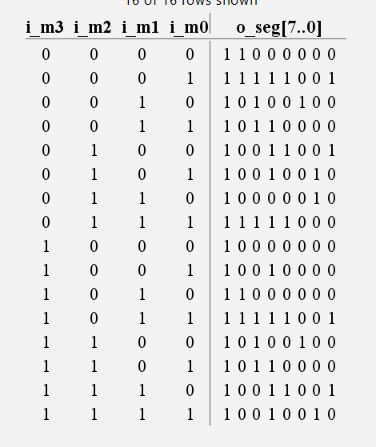 16 of 16 rows shown
i_m3 i_m2 i_m1 i_m0 o_seg[7..0]
0 0 0 0 1 1 0 0 0 0 0 0
0 0 0 1 1 1 1 1 1 0 0 1
0 0 1 0 1 0 1 0 0 1 0 0
0 0 1 1 1 0 1 1 0 0 0 0
0 1 0 0 1 0 0 1 1 0 0 1
0 1 0 1 1 0 0 1 0 0 1 0
0 1 1 0 1 0 0 0 0 0 1 0
0 1 1 1 1 1 1 1 1 0 0 0
1 0 0 0 1 0 0 0 0 0 0 0
1 0 0 1 1 0 0 1 0 0 0 0
1 0 1 0 1 1 0 0 0 0 0 0
1 0 1 1 1 1 1 1 1 0 0 1
1 1 0 0 1 0 1 0 0 1 0 0
1 1 0 1 1 0 1 1 0 0 0 0
1 1 1 0 1 0 0 1 1 0 0 1
1 1 1 1 1 0 0 1 0 0 1 0